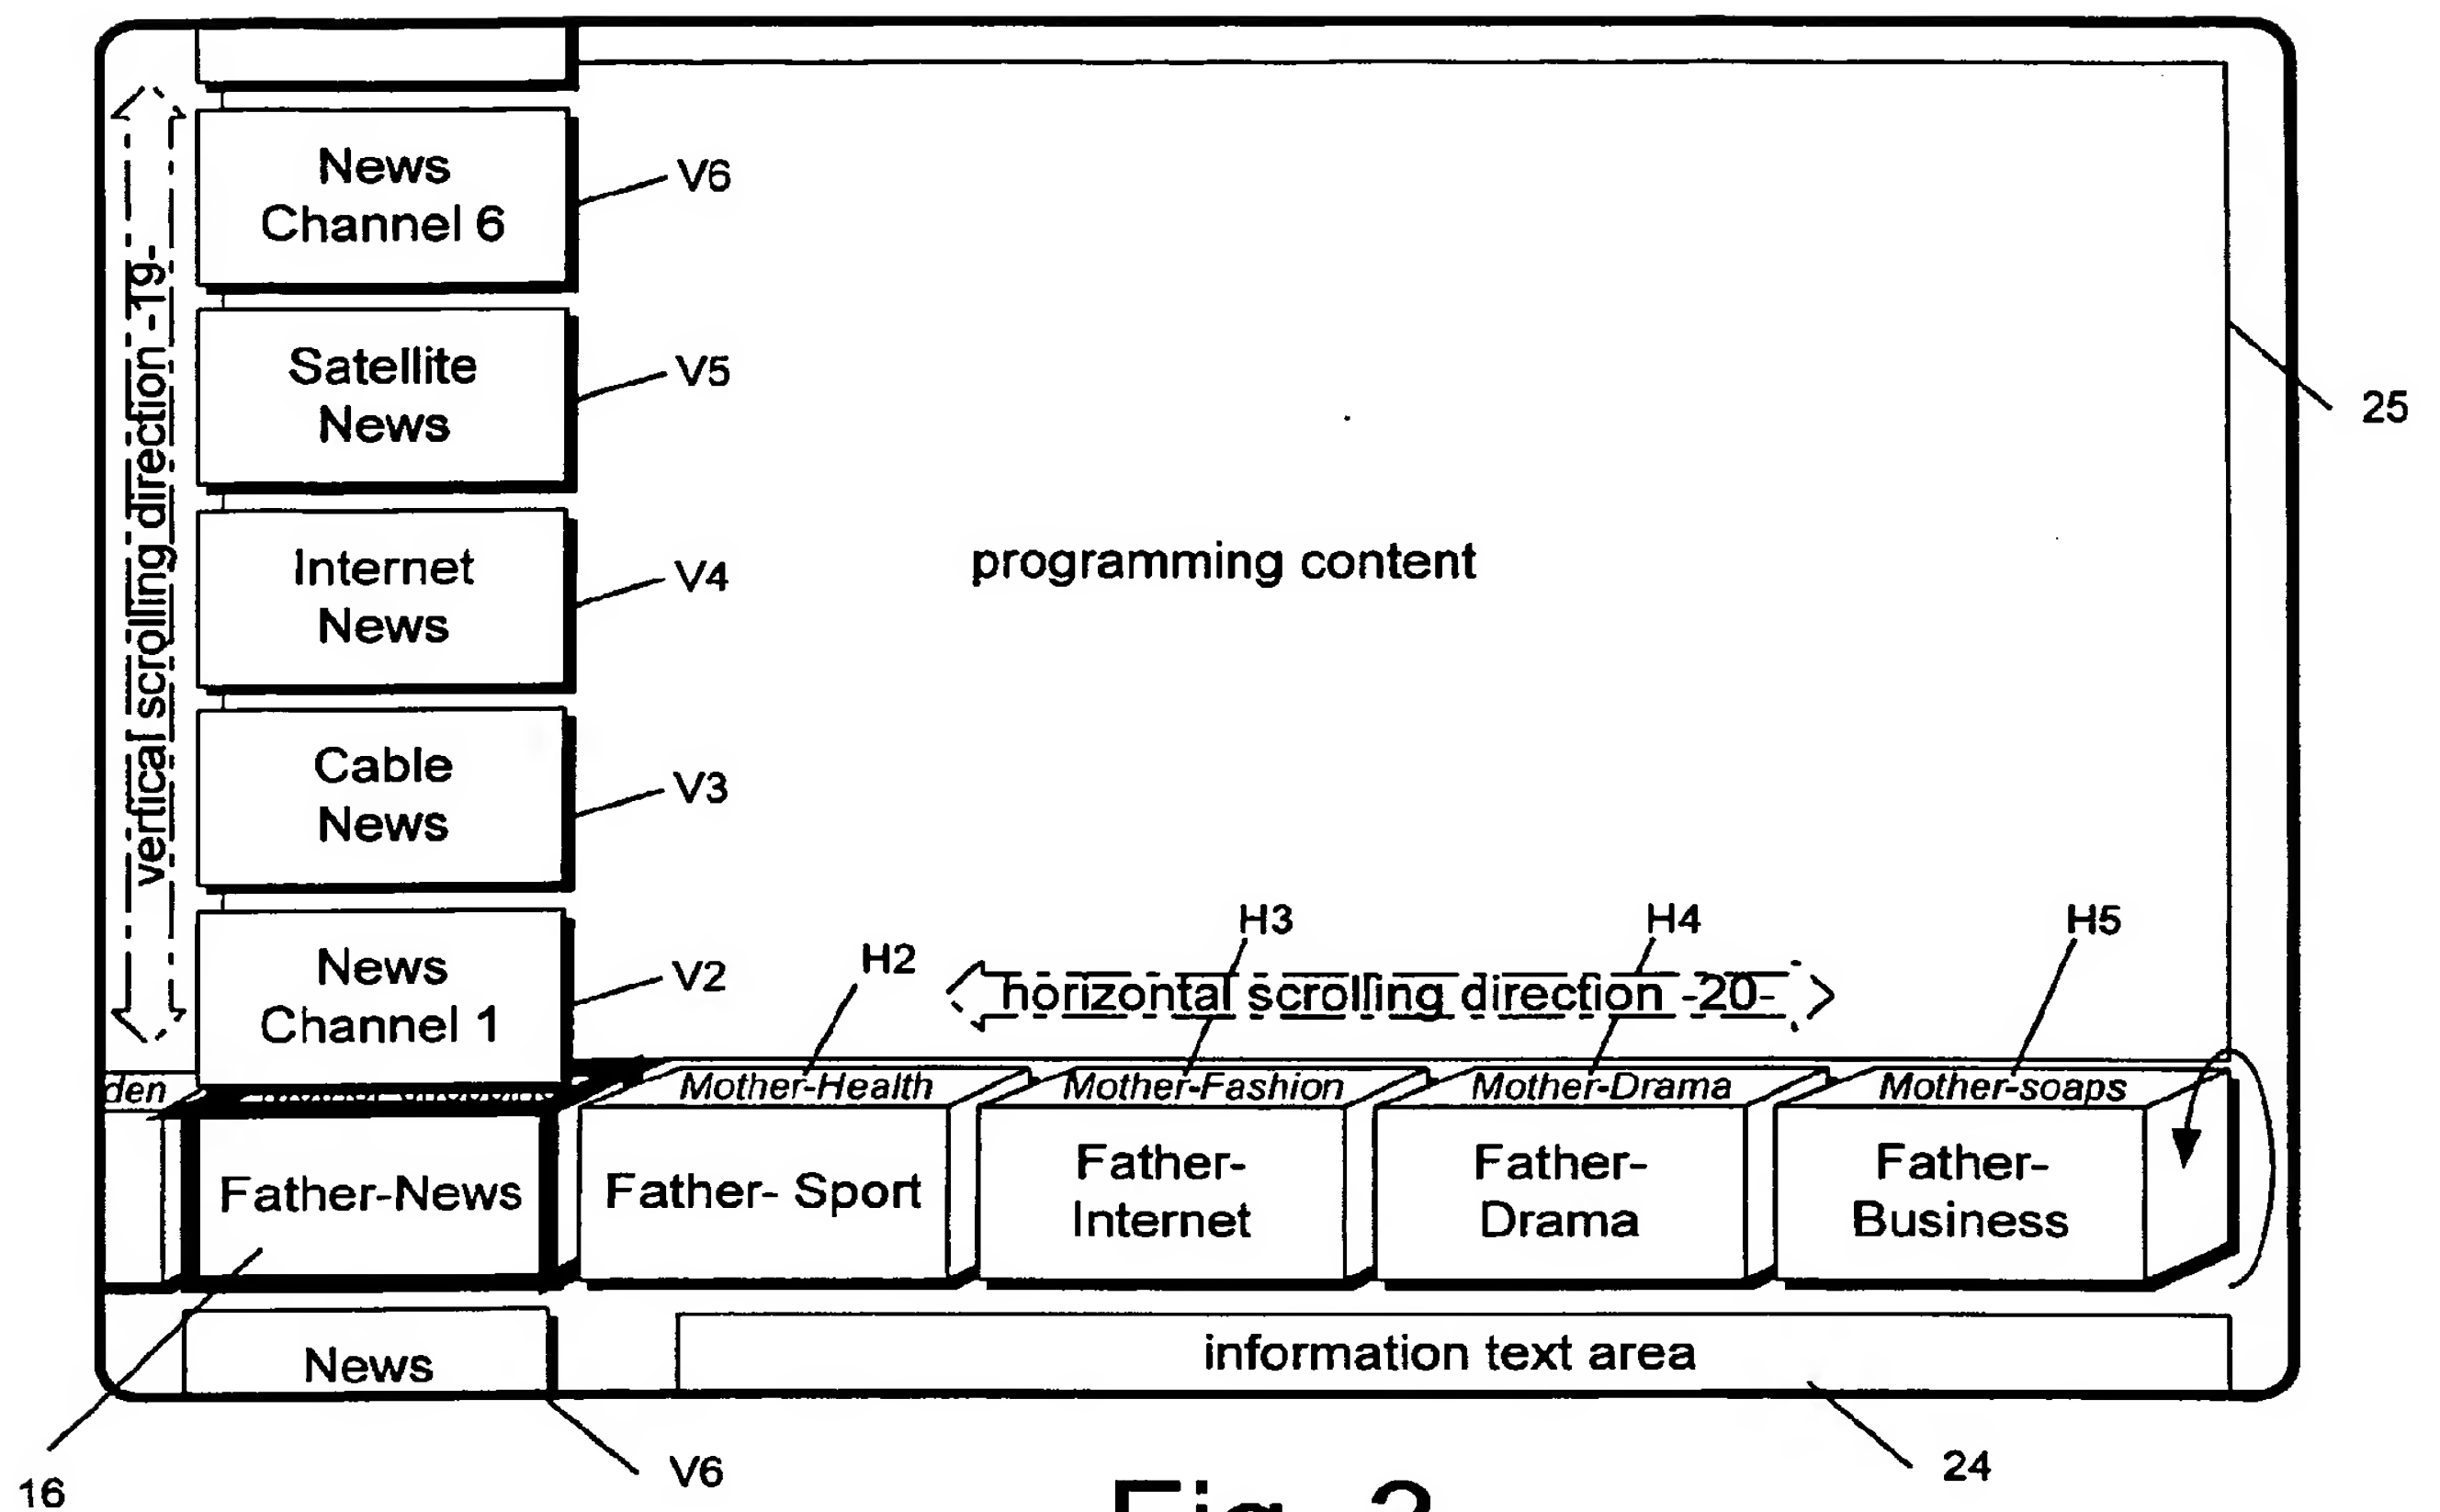 News
Channel 6
V6
Satellite
News
V5
25
vertical scrolling direction -19-
Internet
News
V4
programming content
Cable
News
V3
News
Channel 1
V2
H2
H3
H4
H5
horizontal scrolling direction -20-
den
Mother-Health
Mother-Fashion
Mother-Drama
Mother-soaps
Father-News
Father- Sport
Father-
Internet
Father-
Drama
Father-
Business
News
information text area
16
V6
24